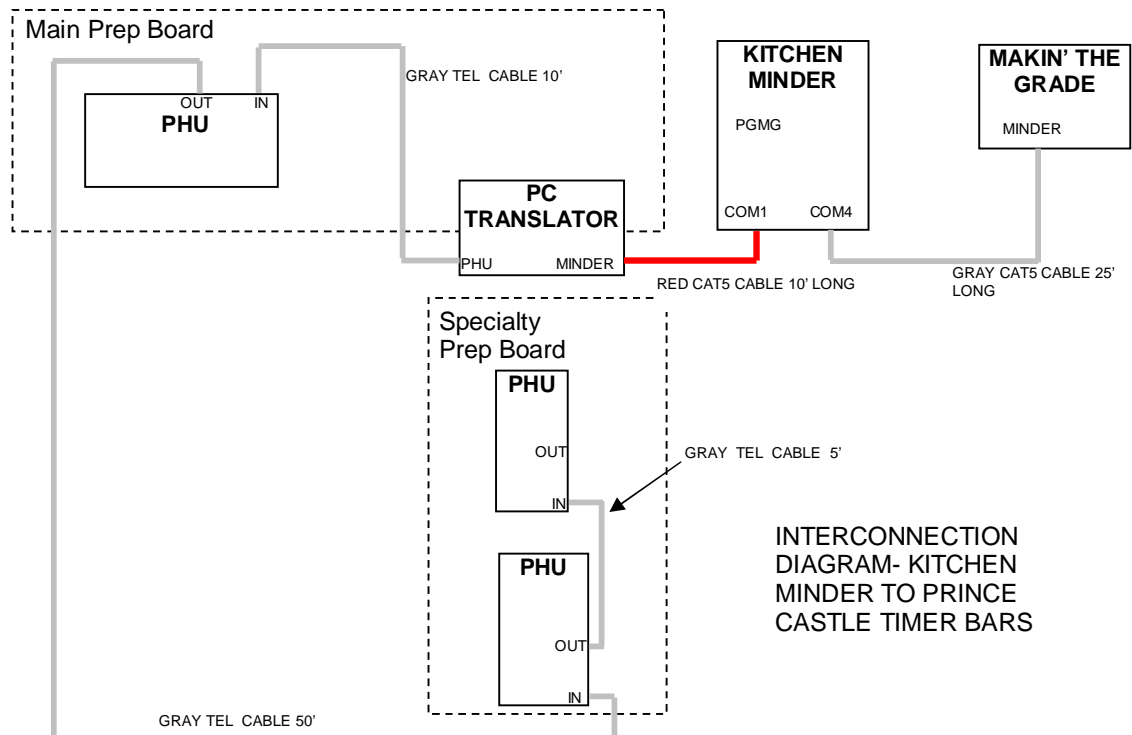 Main Prep Board
OUT
IN
PHU
GRAY TEL CABLE 10'
KITCHEN
MINDER
PGMG
COM1
COM4
MAKIN' THE
GRADE
MINDER
PC
TRANSLATOR
PHU
MINDER
RED CAT5 CABLE 10' LONG
GRAY CAT5 CABLE 25'
LONG
Specialty
Prep Board
PHU
OUT
IN
GRAY TEL CABLE 5'
PHU
OUT
IN
INTERCONNECTION
DIAGRAM- KITCHEN
MINDER TO PRINCE
CASTLE TIMER BARS
GRAY TEL CABLE 50'